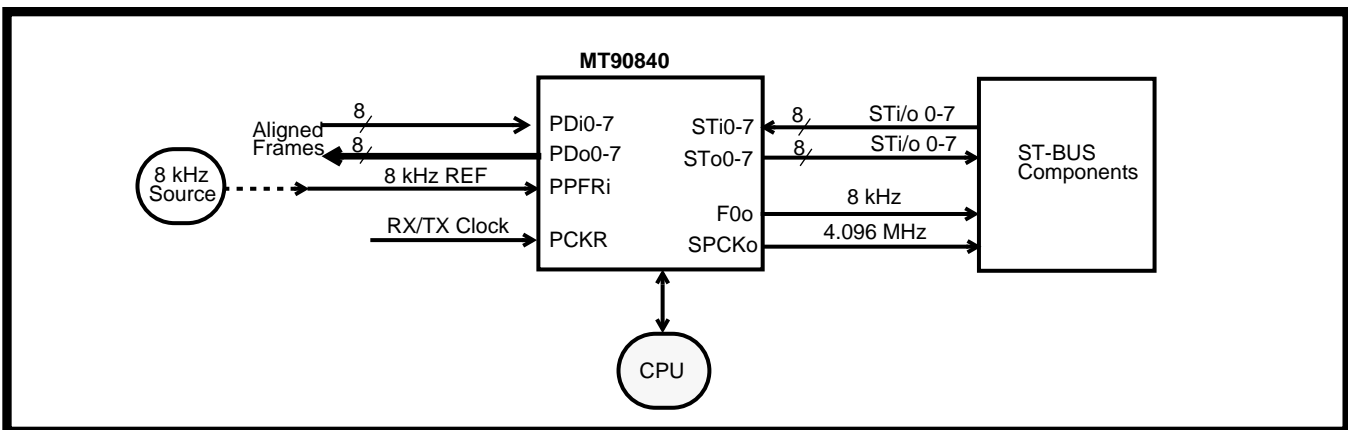 MT90840
8
Aligned
Frames
8
8 kHz
Source
8 kHz REF
RX/TX Clock
PDi0-7
PDo0-7
PPFRi
PCKR
STi0-7
STo0-7
F0o
SPCKo
8
STi/o 0-7
8
STi/o 0-7
8 kHz
4.096 MHz
ST-BUS
Components
CPU